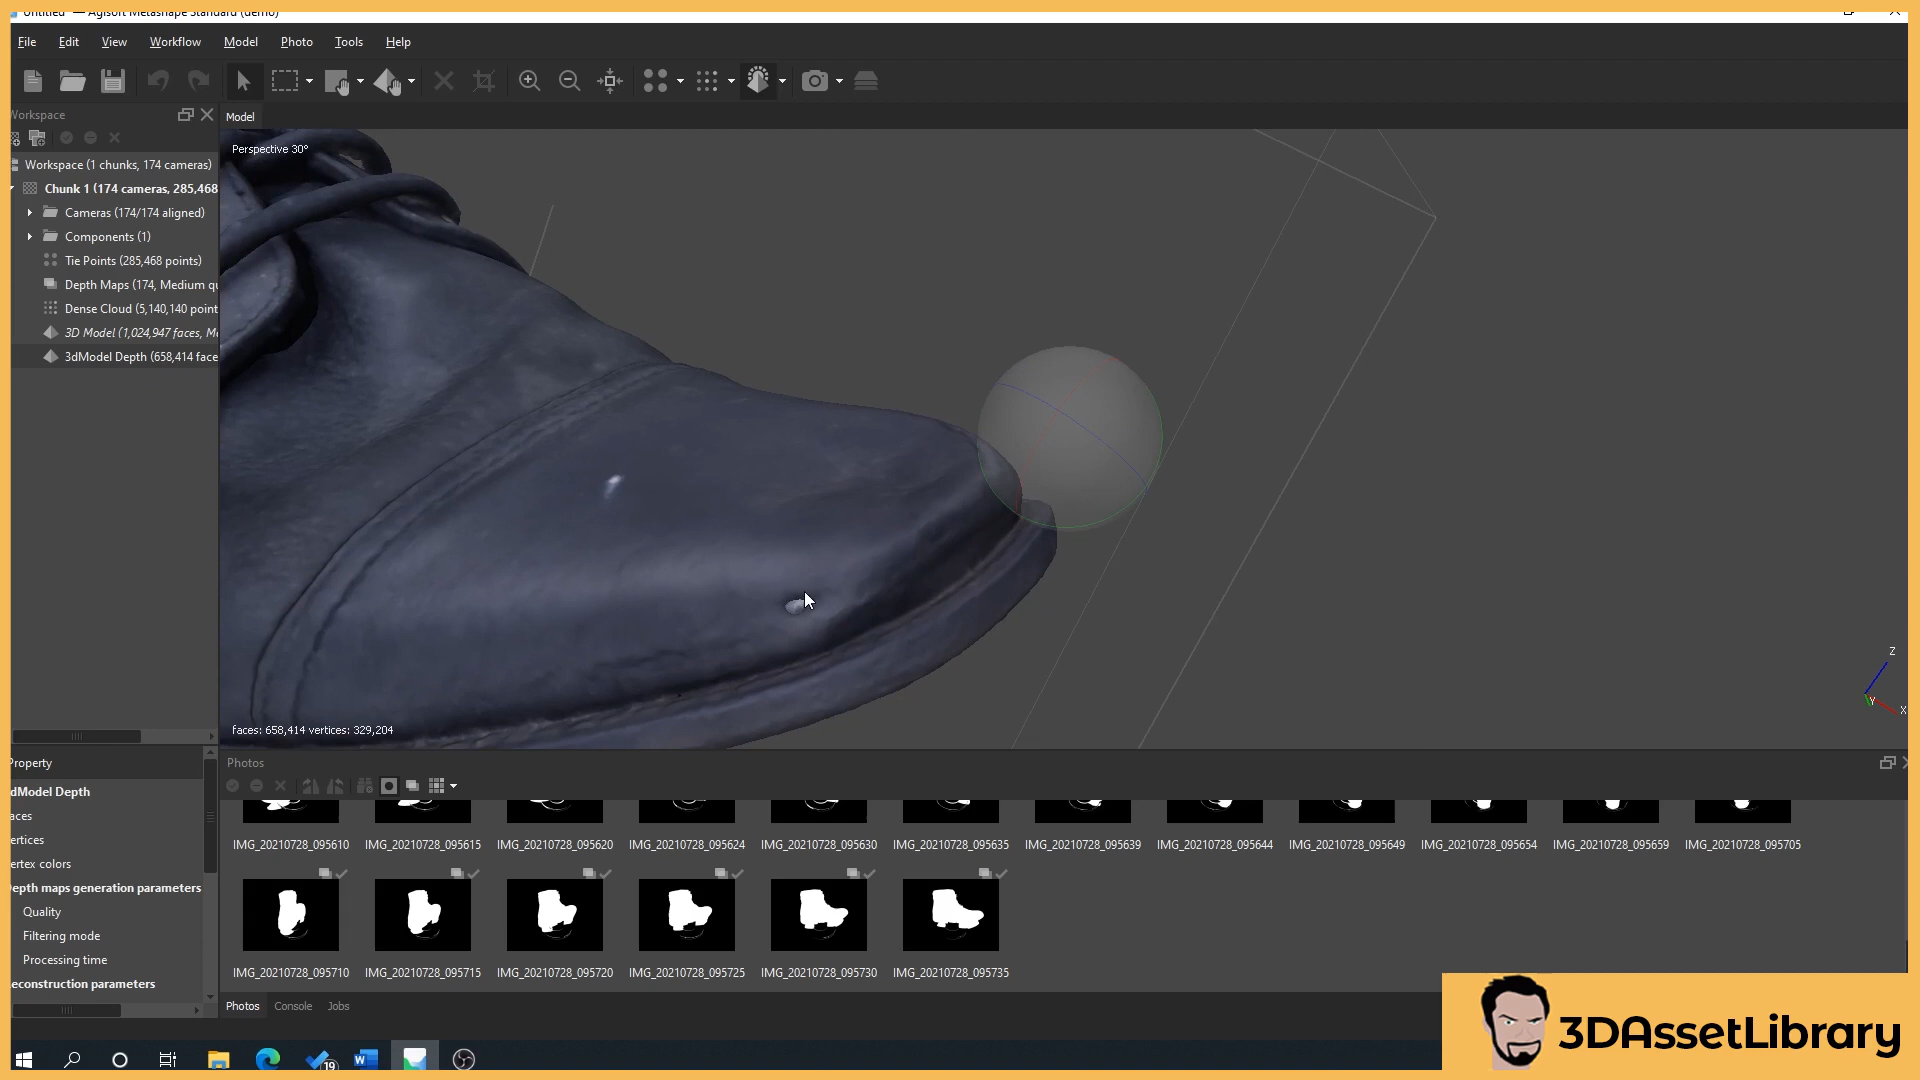 Untitled — Agisoft Metashape Standard (demo)
File Edit View Workflow Model Photo Tools Help
Workspace
Model
Perspective 30°
Workspace (1 chunks, 174 cameras)
Chunk 1 (174 cameras, 285,468
Cameras (174/174 aligned)
Components (1)
Tie Points (285,468 points)
Depth Maps (174, Medium qu
Dense Cloud (5,140,140 point
3D Model (1,024,947 faces, Me
3dModel Depth (658,414 face
faces: 658,414 vertices: 329,204
Z
Y
X
Property
dModel Depth
aces
ertices
ertex colors
epth maps generation parameters
Quality
Filtering mode
Processing time
econstruction parameters
Photos
IMG_20210728_095610 IMG_20210728_095615 IMG_20210728_095620 IMG_20210728_095624 IMG_20210728_095630 IMG_20210728_095635 IMG_20210728_095639 IMG_20210728_095644 IMG_20210728_095649 IMG_20210728_095654 IMG_20210728_095659 IMG_20210728_095705
IMG_20210728_095710 IMG_20210728_095715 IMG_20210728_095720 IMG_20210728_095725 IMG_20210728_095730 IMG_20210728_095735
Photos Console Jobs
19
3DAssetLibrary